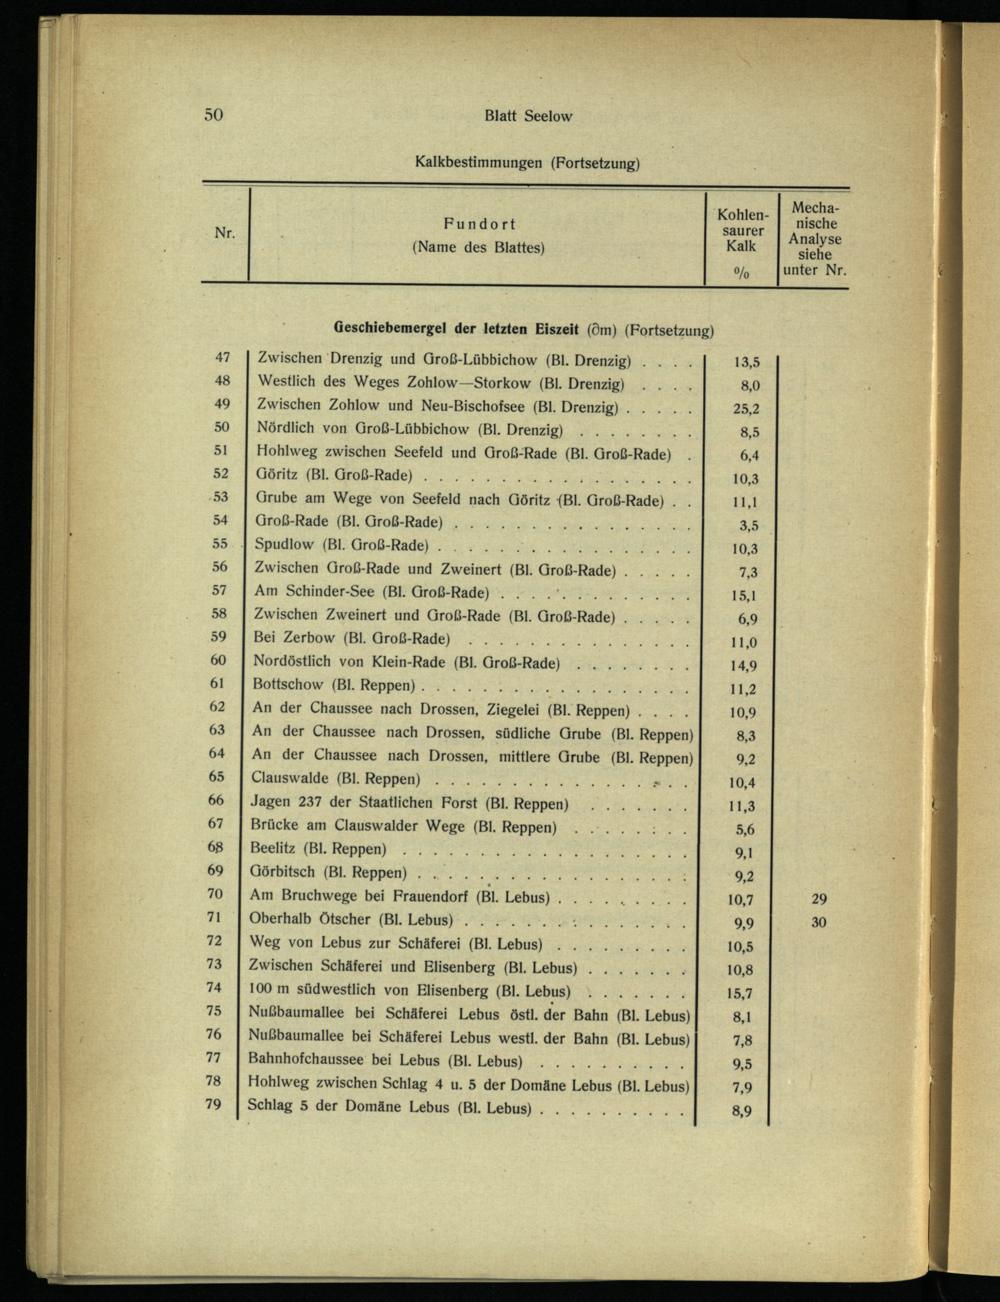 50
Blatt Seelow
Kalkbestimmungen (Fortsetzung)
Nr.
Fundort
(Name des Blattes)
Kohlen-
saurer
Kalk
%
Mecha-
nische
Analyse
siehe
unter Nr.
Geschiebemergel der letzten Eiszeit (∂m) (Fortsetzung)
47 Zwischen Drenzig und Groß-Lübbichow (Bl. Drenzig) . . . . 13,5
48 Westlich des Weges Zohlow—Storkow (Bl. Drenzig) . . . . 8,0
49 Zwischen Zohlow und Neu-Bischofsee (Bl. Drenzig) . . . . . 25,2
50 Nördlich von Groß-Lübbichow (Bl. Drenzig) . . . . . . . . 8,5
51 Hohlweg zwischen Seefeld und Groß-Rade (Bl. Groß-Rade) . 6,4
52 Göritz (Bl. Groß-Rade) . . . . . . . . . . . . . . . . . . 10,3
53 Grube am Wege von Seefeld nach Göritz (Bl. Groß-Rade) . . 11,1
54 Groß-Rade (Bl. Groß-Rade) . . . . . . . . . . . . . . . . 3,5
55 Spudlow (Bl. Groß-Rade) . . . . . . . . . . . . . . . . . 10,3
56 Zwischen Groß-Rade und Zweinert (Bl. Groß-Rade) . . . . . 7,3
57 Am Schinder-See (Bl. Groß-Rade) . . . . . . . . . . . . . 15,1
58 Zwischen Zweinert und Groß-Rade (Bl. Groß-Rade) . . . . . 6,9
59 Bei Zerbow (Bl. Groß-Rade) . . . . . . . . . . . . . . . 11,0
60 Nordöstlich von Klein-Rade (Bl. Groß-Rade) . . . . . . . . 14,9
61 Bottschow (Bl. Reppen) . . . . . . . . . . . . . . . . . . 11,2
62 An der Chaussee nach Drossen, Ziegelei (Bl. Reppen) . . . . 10,9
63 An der Chaussee nach Drossen, südliche Grube (Bl. Reppen) 8,3
64 An der Chaussee nach Drossen, mittlere Grube (Bl. Reppen) 9,2
65 Clauswalde (Bl. Reppen) . . . . . . . . . . . . . . . . . 10,4
66 Jagen 237 der Staatlichen Forst (Bl. Reppen) . . . . . . . 11,3
67 Brücke am Clauswalder Wege (Bl. Reppen) . . . . . . . . 5,6
68 Beelitz (Bl. Reppen) . . . . . . . . . . . . . . . . . . . 9,1
69 Görbitsch (Bl. Reppen) . . . . . . . . . . . . . . . . . . 9,2
70 Am Bruchwege bei Frauendorf (Bl. Lebus) . . . . . . . . . 10,7 29
71 Oberhalb Ötscher (Bl. Lebus) . . . . . . . . . . . . . . . 9,9 30
72 Weg von Lebus zur Schäferei (Bl. Lebus) . . . . . . . . . 10,5
73 Zwischen Schäferei und Elisenberg (Bl. Lebus) . . . . . . . 10,8
74 100 m südwestlich von Elisenberg (Bl. Lebus) . . . . . . . 15,7
75 Nußbaumallee bei Schäferei Lebus östl. der Bahn (Bl. Lebus) 8,1
76 Nußbaumallee bei Schäferei Lebus westl. der Bahn (Bl. Lebus) 7,8
77 Bahnhofchaussee bei Lebus (Bl. Lebus) . . . . . . . . . . 9,5
78 Hohlweg zwischen Schlag 4 u. 5 der Domäne Lebus (Bl. Lebus) 7,9
79 Schlag 5 der Domäne Lebus (Bl. Lebus) . . . . . . . . . . 8,9